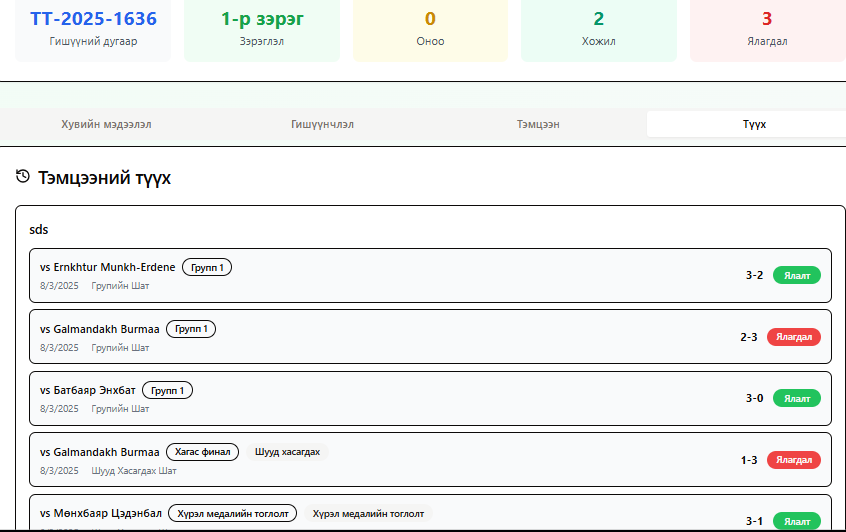 TT-2025-1636 1-р зэрэг 0 2 3
Гишүүний дугаар Зэрэглэл Оноо Хожил Ялагдал
Хувийн мэдээлэл Гишүүнчлэл Тэмцээн Түүх
Тэмцээний түүх
sds
vs Ernkhtur Munkh-Erdene Групп 1 3-2 Ялалт
8/3/2025 Групийн Шат
vs Galmandakh Burmaa Групп 1 2-3 Ялагдал
8/3/2025 Групийн Шат
vs Батбаяр Энхбат Групп 1 3-0 Ялалт
8/3/2025 Групийн Шат
vs Galmandakh Burmaa Хагас финал Шууд хасагдах 1-3 Ялагдал
8/3/2025 Шууд Хасагдах Шат
vs Мөнхбаяр Цэдэнбал Хүрэл медалийн тоглолт Хүрэл медалийн тоглолт 3-1 Ялалт